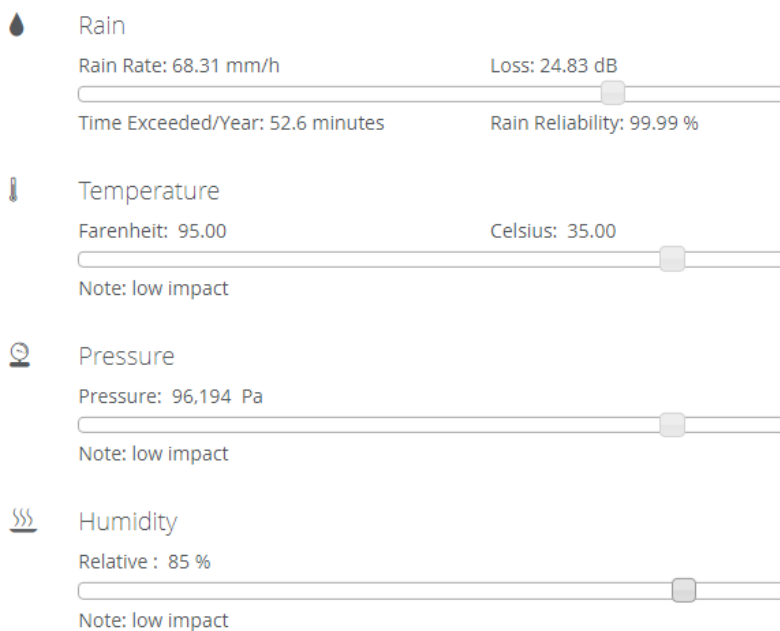 Rain
Rain Rate: 68.31 mm/h Loss: 24.83 dB
Time Exceeded/Year: 52.6 minutes Rain Reliability: 99.99 %
Temperature
Farenheit: 95.00 Celsius: 35.00
Note: low impact
Pressure
Pressure: 96,194 Pa
Note: low impact
Humidity
Relative : 85 %
Note: low impact